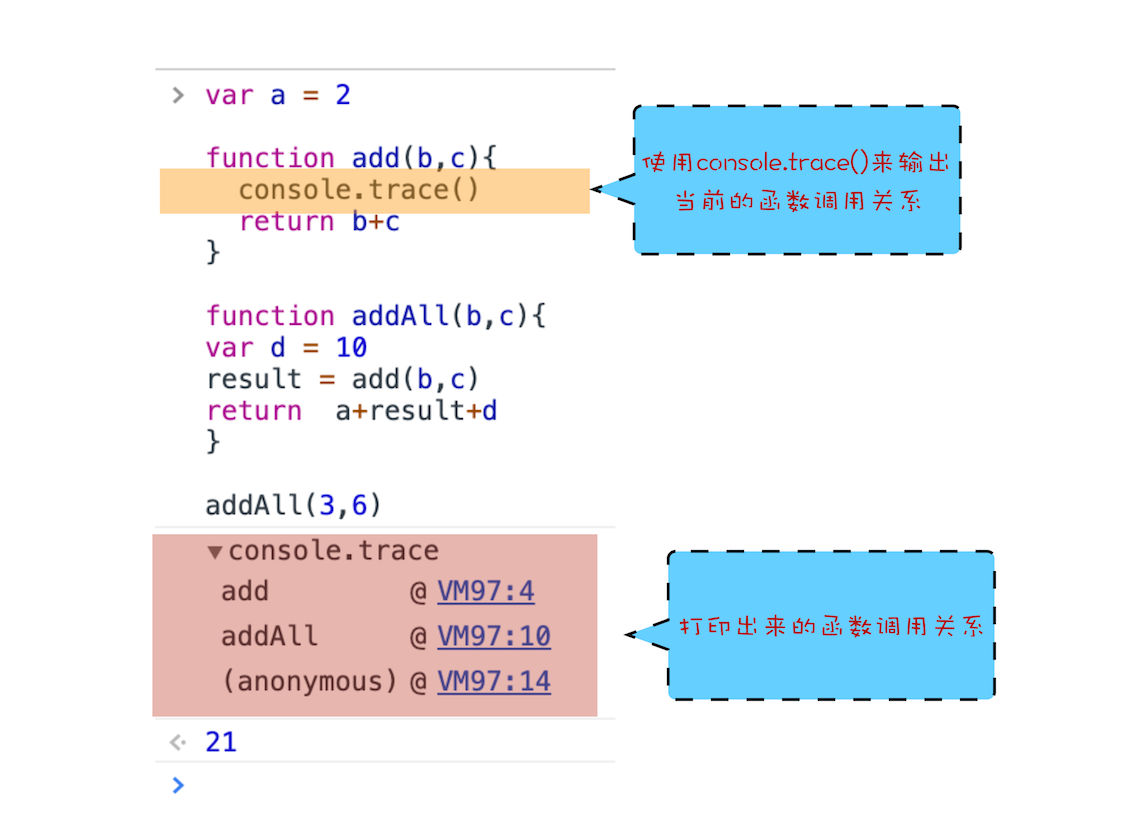 > var a = 2
function add(b,c){
console.trace()
return b+c
}
function addAll(b,c){
var d = 10
result = add(b,c)
return  a+result+d
}
addAll(3,6)
使用console.trace()来输出
当前的函数调用关系
▼console.trace
add @ VM97:4
addAll @ VM97:10
(anonymous) @ VM97:14
打印出来的函数调用关系
21
>